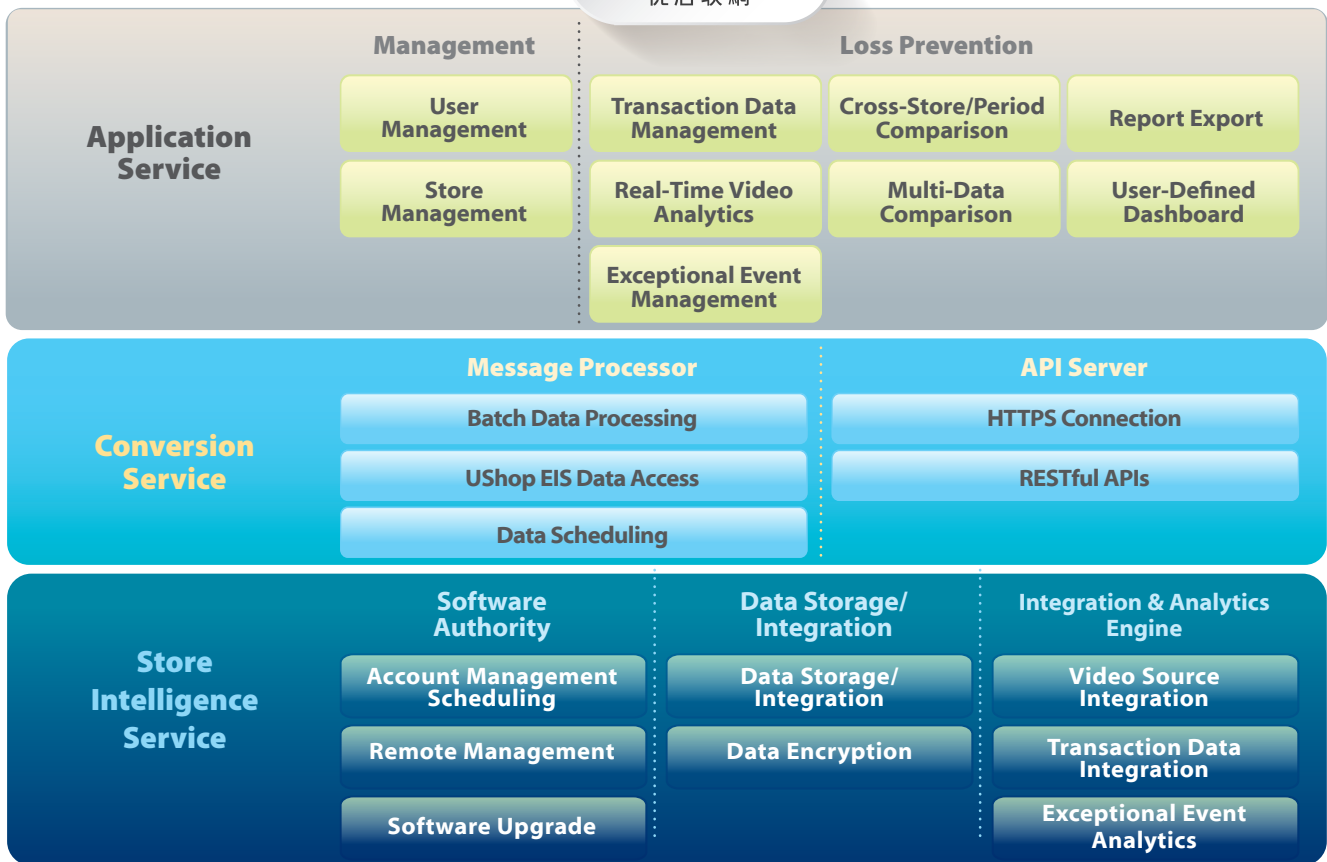 Management
Loss Prevention
Application
Service
User
Management
Transaction Data
Management
Cross-Store/Period
Comparison
Report Export
Store
Management
Real-Time Video
Analytics
Multi-Data
Comparison
User-Defined
Dashboard
Exceptional Event
Management
Conversion
Service
Message Processor
API Server
Batch Data Processing
HTTPS Connection
UShop EIS Data Access
RESTful APIs
Data Scheduling
Store
Intelligence
Service
Software
Authority
Data Storage/
Integration
Integration & Analytics
Engine
Account Management
Scheduling
Data Storage/
Integration
Video Source
Integration
Remote Management
Data Encryption
Transaction Data
Integration
Software Upgrade
Exceptional Event
Analytics